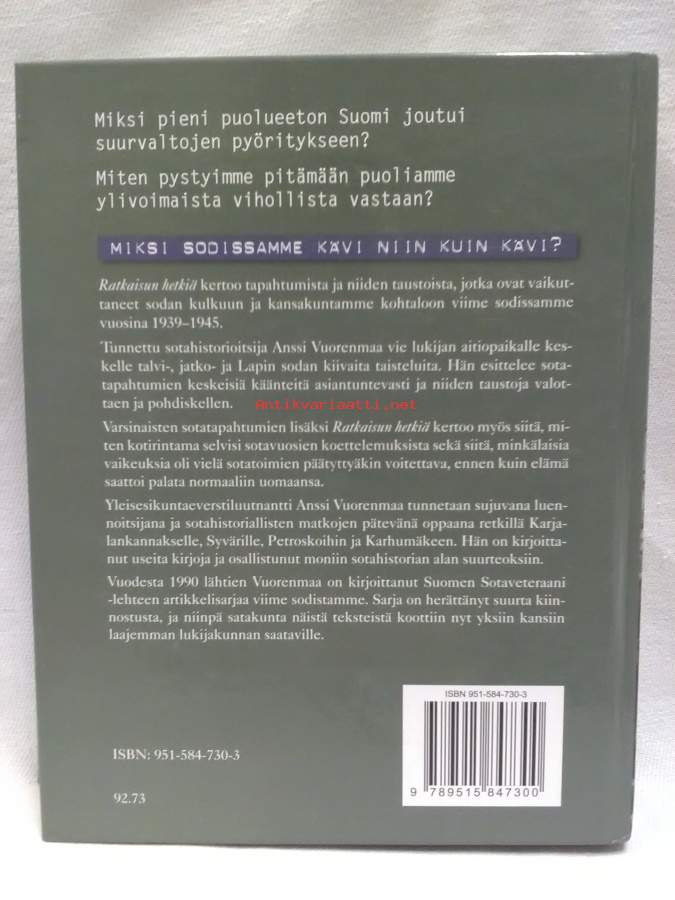 Miksi pieni puolueeton Suomi joutui
suurvaltojen pyöritykseen?
Miten pystyimme pitämään puoliamme
ylivoimaista vihollista vastaan?
MIKSI SODISSAMME KÄVI NIIN KUIN KÄVI?
Ratkaisun hetkiä kertoo tapahtumista ja niiden taustoista, jotka ovat vaikut-
taneet sodan kulkuun ja kansakuntamme kohtaloon viime sodissamme
vuosina 1939–1945.
Tunnettu sotahistorioitsija Anssi Vuorenmaa vie lukijan aitiopaikalle kes-
kelle talvi-, jatko- ja Lapin sodan kiivaita taisteluita. Hän esittelee sota-
tapahtumien keskeisiä käänteitä asiantuntevasti ja niiden taustoja valot-
taen ja pohdiskellen.
Antikvariaatti.net
Varsinaisten sotatapahtumien lisäksi Ratkaisun hetkiä kertoo myös siitä, mi-
ten kotirintama selvisi sotavuosien koettelemuksista sekä siitä, minkälaisia
vaikeuksia oli vielä sotatoimien päätyttyäkin voitettava, ennen kuin elämä
saattoi palata normaaliin uomaansa.
Yleisesikuntaeverstiluutnantti Anssi Vuorenmaa tunnetaan sujuvana luen-
noitsijana ja sotahistoriallisten matkojen pätevänä oppaana retkillä Karja-
lankannakselle, Syvärille, Petroskoihin ja Karhumäkeen. Hän on kirjoitta-
nut useita kirjoja ja osallistunut moniin sotahistorian alan suurteoksiin.
Vuodesta 1990 lähtien Vuorenmaa on kirjoittanut Suomen Sotaveteraani
-lehteen artikkelisarjaa viime sodistamme. Sarja on herättänyt suurta kiin-
nostusta, ja niinpä satakunta näistä teksteistä koottiin nyt yksiin kansiin
laajemman lukijakunnan saataville.
ISBN 951-584-730-3
9 789515 847300
ISBN: 951-584-730-3
92.73